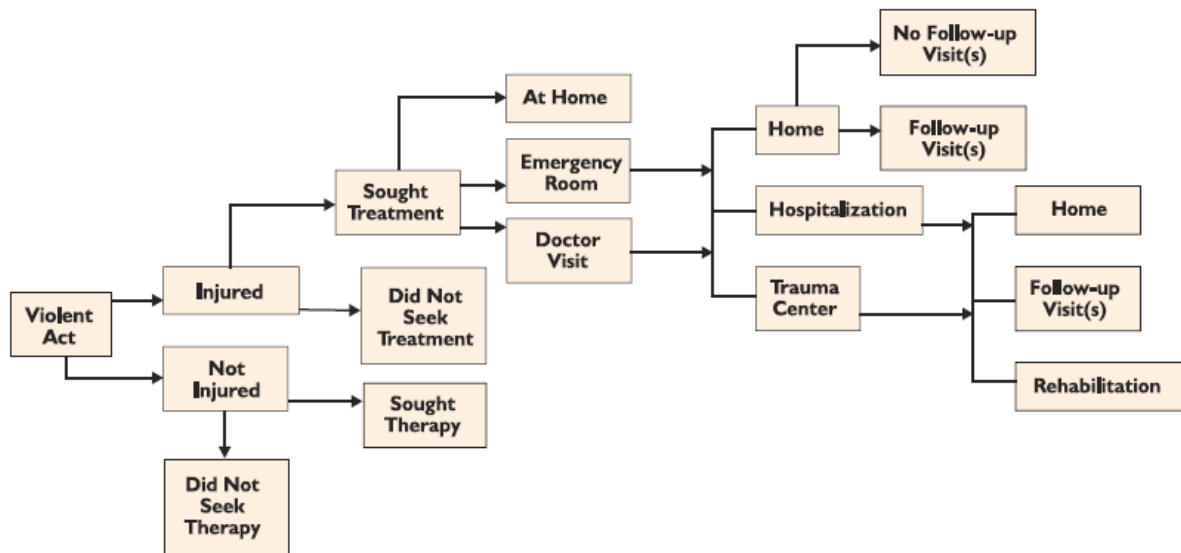 Violent
Act
Injured
Not
Injured
Did Not
Seek
Therapy
Sought
Treatment
Did Not
Seek
Treatment
Sought
Therapy
At Home
Emergency
Room
Doctor
Visit
Home
Hospitalization
Trauma
Center
No Follow-up
Visit(s)
Follow-up
Visit(s)
Home
Follow-up
Visit(s)
Rehabilitation